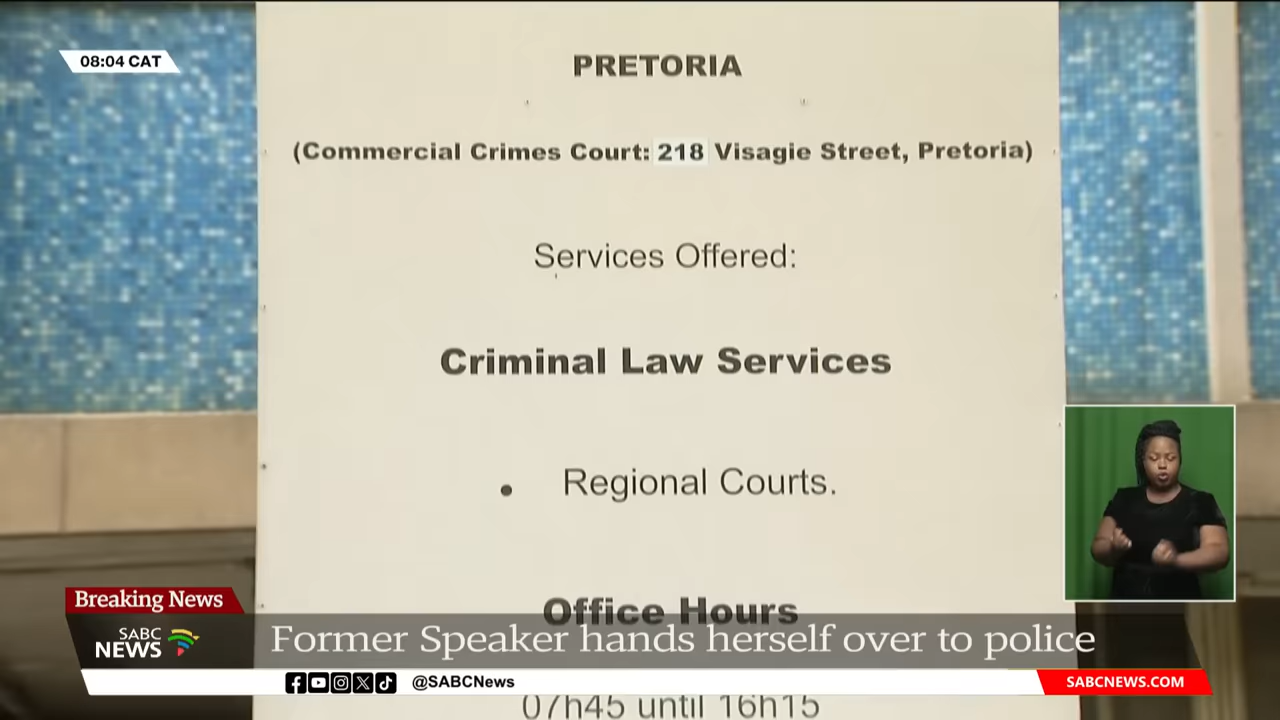 08:04 CAT
PRETORIA
(Commercial Crimes Court: 218 Visagie Street, Pretoria)
Services Offered:
Criminal Law Services
• Regional Courts.
Office Hours
07h45 until 16h15
Breaking News
SABC
NEWS
Former Speaker hands herself over to police
@SABCNews
SABCNEWS.COM